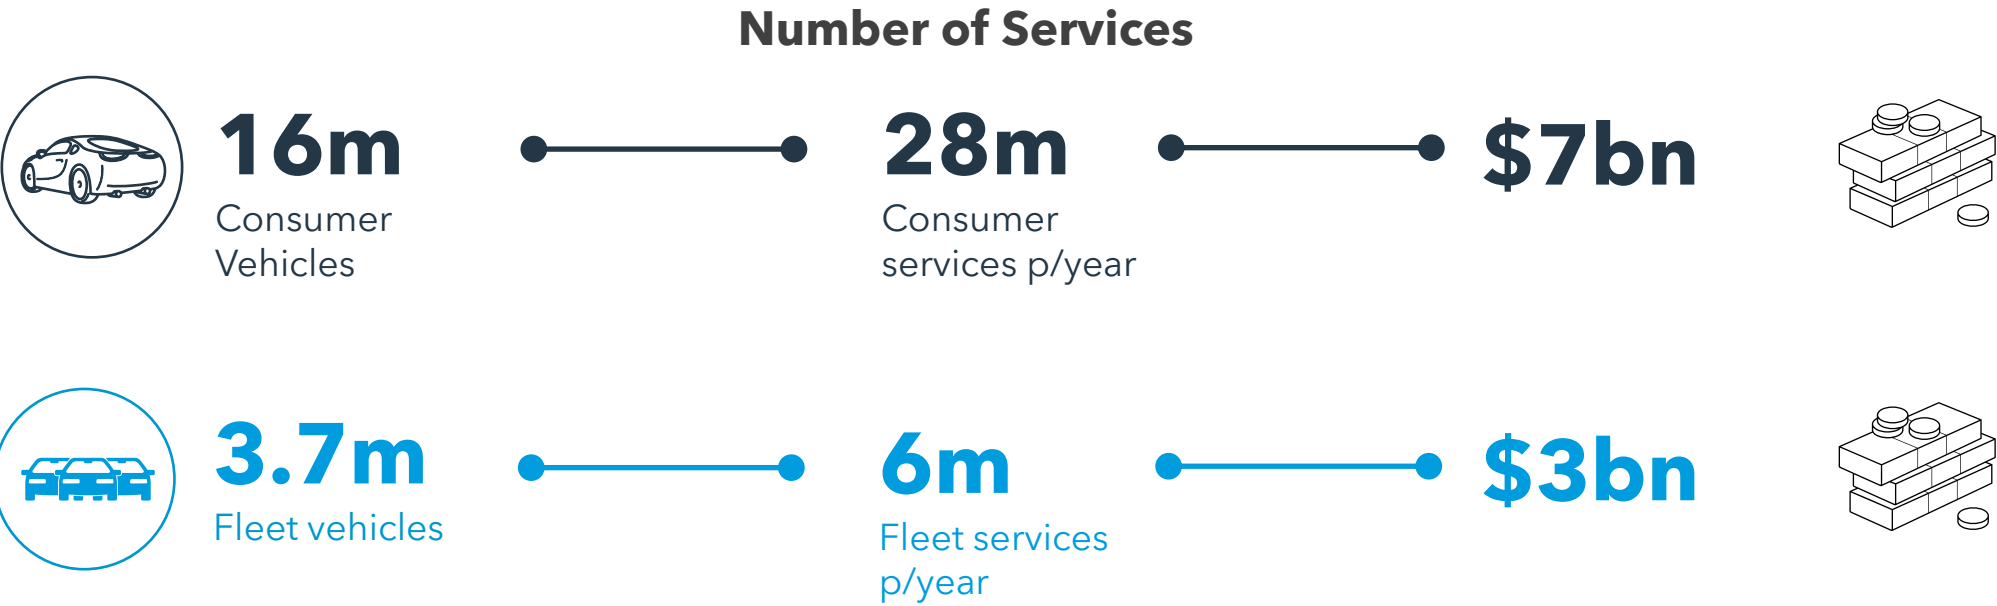 Number of Services
16m
28m
$7bn
Consumer
Vehicles
Consumer
services p/year
3.7m
6m
$3bn
Fleet vehicles
Fleet services
p/year